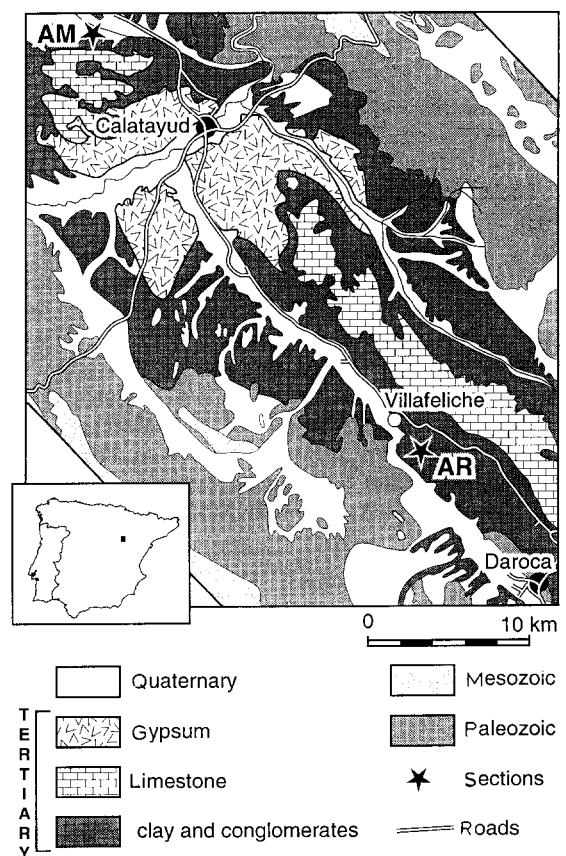 AM
Calatayud
Villafeliche
AR
Daroca
0 10 km
Quaternary
Mesozoic
TERTIARY
Gypsum
Paleozoic
Limestone
Sections
clay and conglomerates
Roads